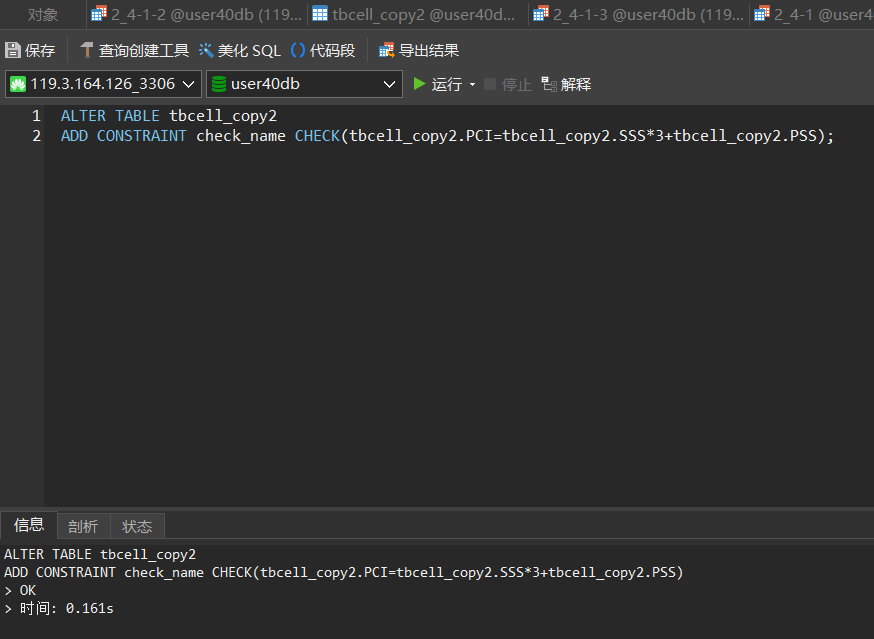 对象 2_4-1-2 @user40db (119... tbcell_copy2 @user40d... 2_4-1-3 @user40db (119... 2_4-1 @user4
保存 查询创建工具 美化 SQL () 代码段 导出结果
119.3.164.126_3306 user40db 运行 停止 解释
1 ALTER TABLE tbcell_copy2
2 ADD CONSTRAINT check_name CHECK(tbcell_copy2.PCI=tbcell_copy2.SSS*3+tbcell_copy2.PSS);
信息 剖析 状态
ALTER TABLE tbcell_copy2
ADD CONSTRAINT check_name CHECK(tbcell_copy2.PCI=tbcell_copy2.SSS*3+tbcell_copy2.PSS)
> OK
> 时间: 0.161s